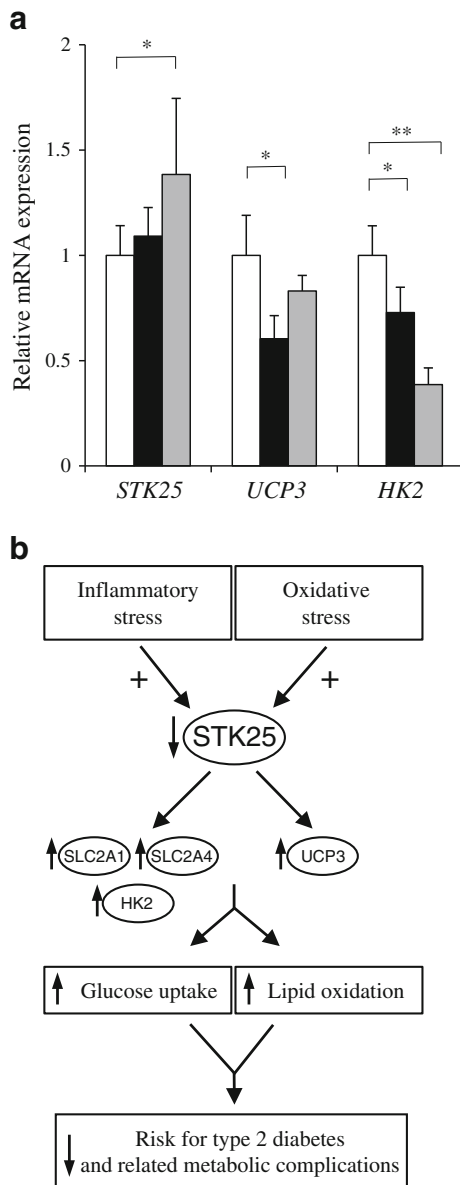 a
2
1.5
1
0.5
0
Relative mRNA expression
*
*
**
*
STK25
UCP3
HK2
b
Inflammatory
stress
Oxidative
stress
+
+
STK25
SLC2A1
SLC2A4
UCP3
HK2
Glucose uptake
Lipid oxidation
Risk for type 2 diabetes
and related metabolic complications